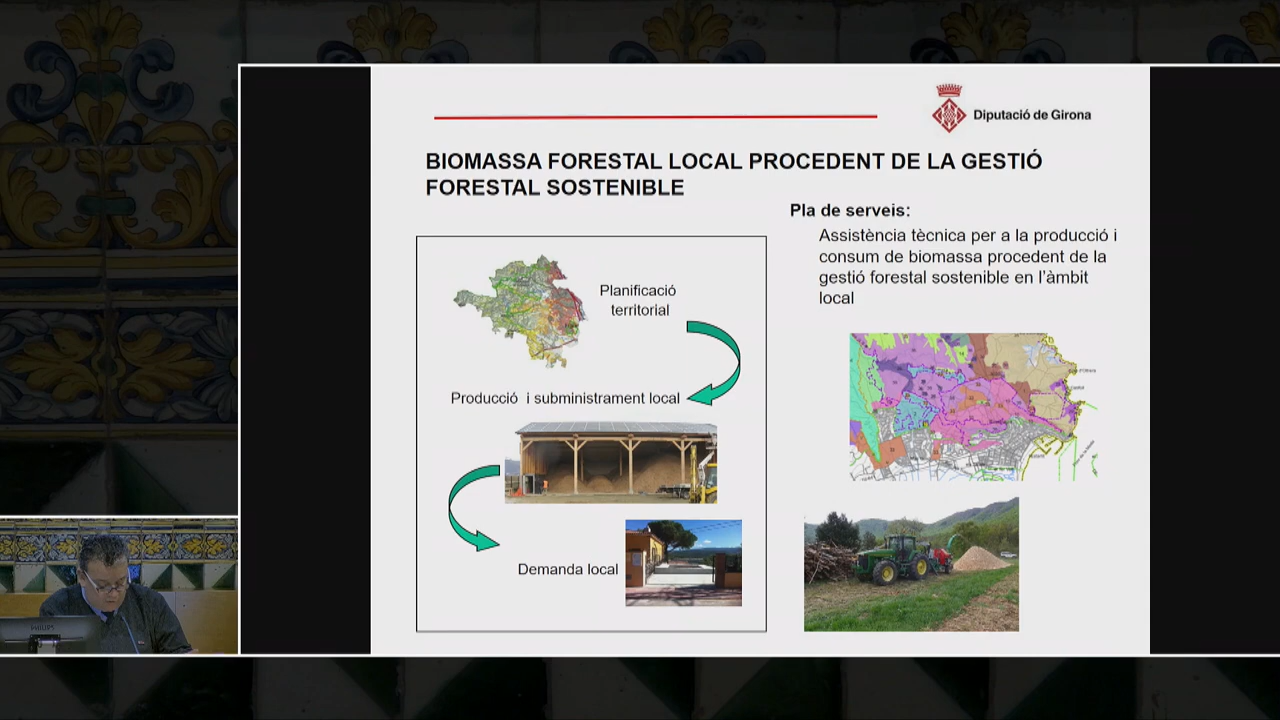 Diputació de Girona
BIOMASSA FORESTAL LOCAL PROCEDENT DE LA GESTIÓ
FORESTAL SOSTENIBLE
Pla de serveis:
Assistència tècnica per a la producció i
consum de biomassa procedent de la
gestió forestal sostenible en l'àmbit
local
Planificació
territorial
Producció i subministrament local
Demanda local
PHILIPS